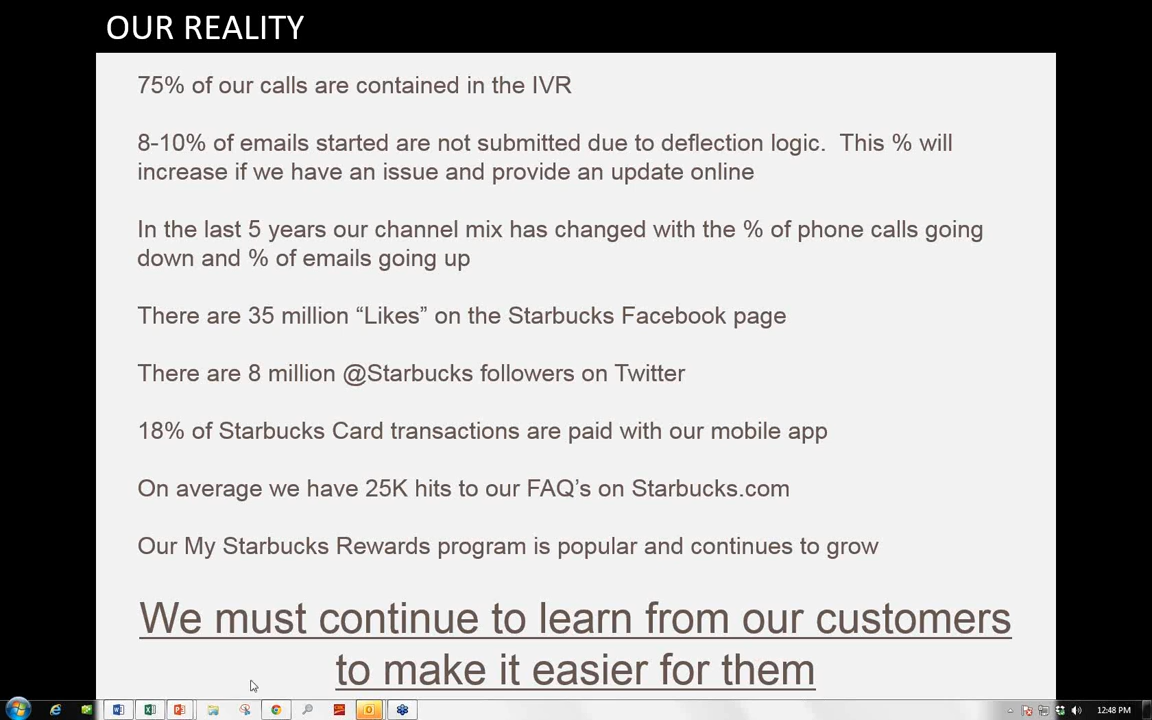 OUR REALITY
75% of our calls are contained in the IVR
8-10% of emails started are not submitted due to deflection logic.  This % will
increase if we have an issue and provide an update online
In the last 5 years our channel mix has changed with the % of phone calls going
down and % of emails going up
There are 35 million “Likes” on the Starbucks Facebook page
There are 8 million @Starbucks followers on Twitter
18% of Starbucks Card transactions are paid with our mobile app
On average we have 25K hits to our FAQ’s on Starbucks.com
Our My Starbucks Rewards program is popular and continues to grow
We must continue to learn from our customers
to make it easier for them
12:48 PM